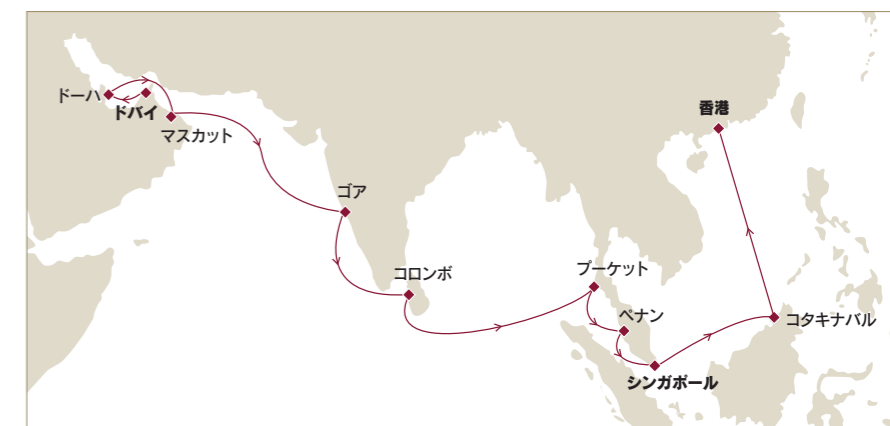 ドーハ
ドバイ
マスカット
ゴア
コロンボ
プーケット
ペナン
シンガポール
コタキナバル
香港